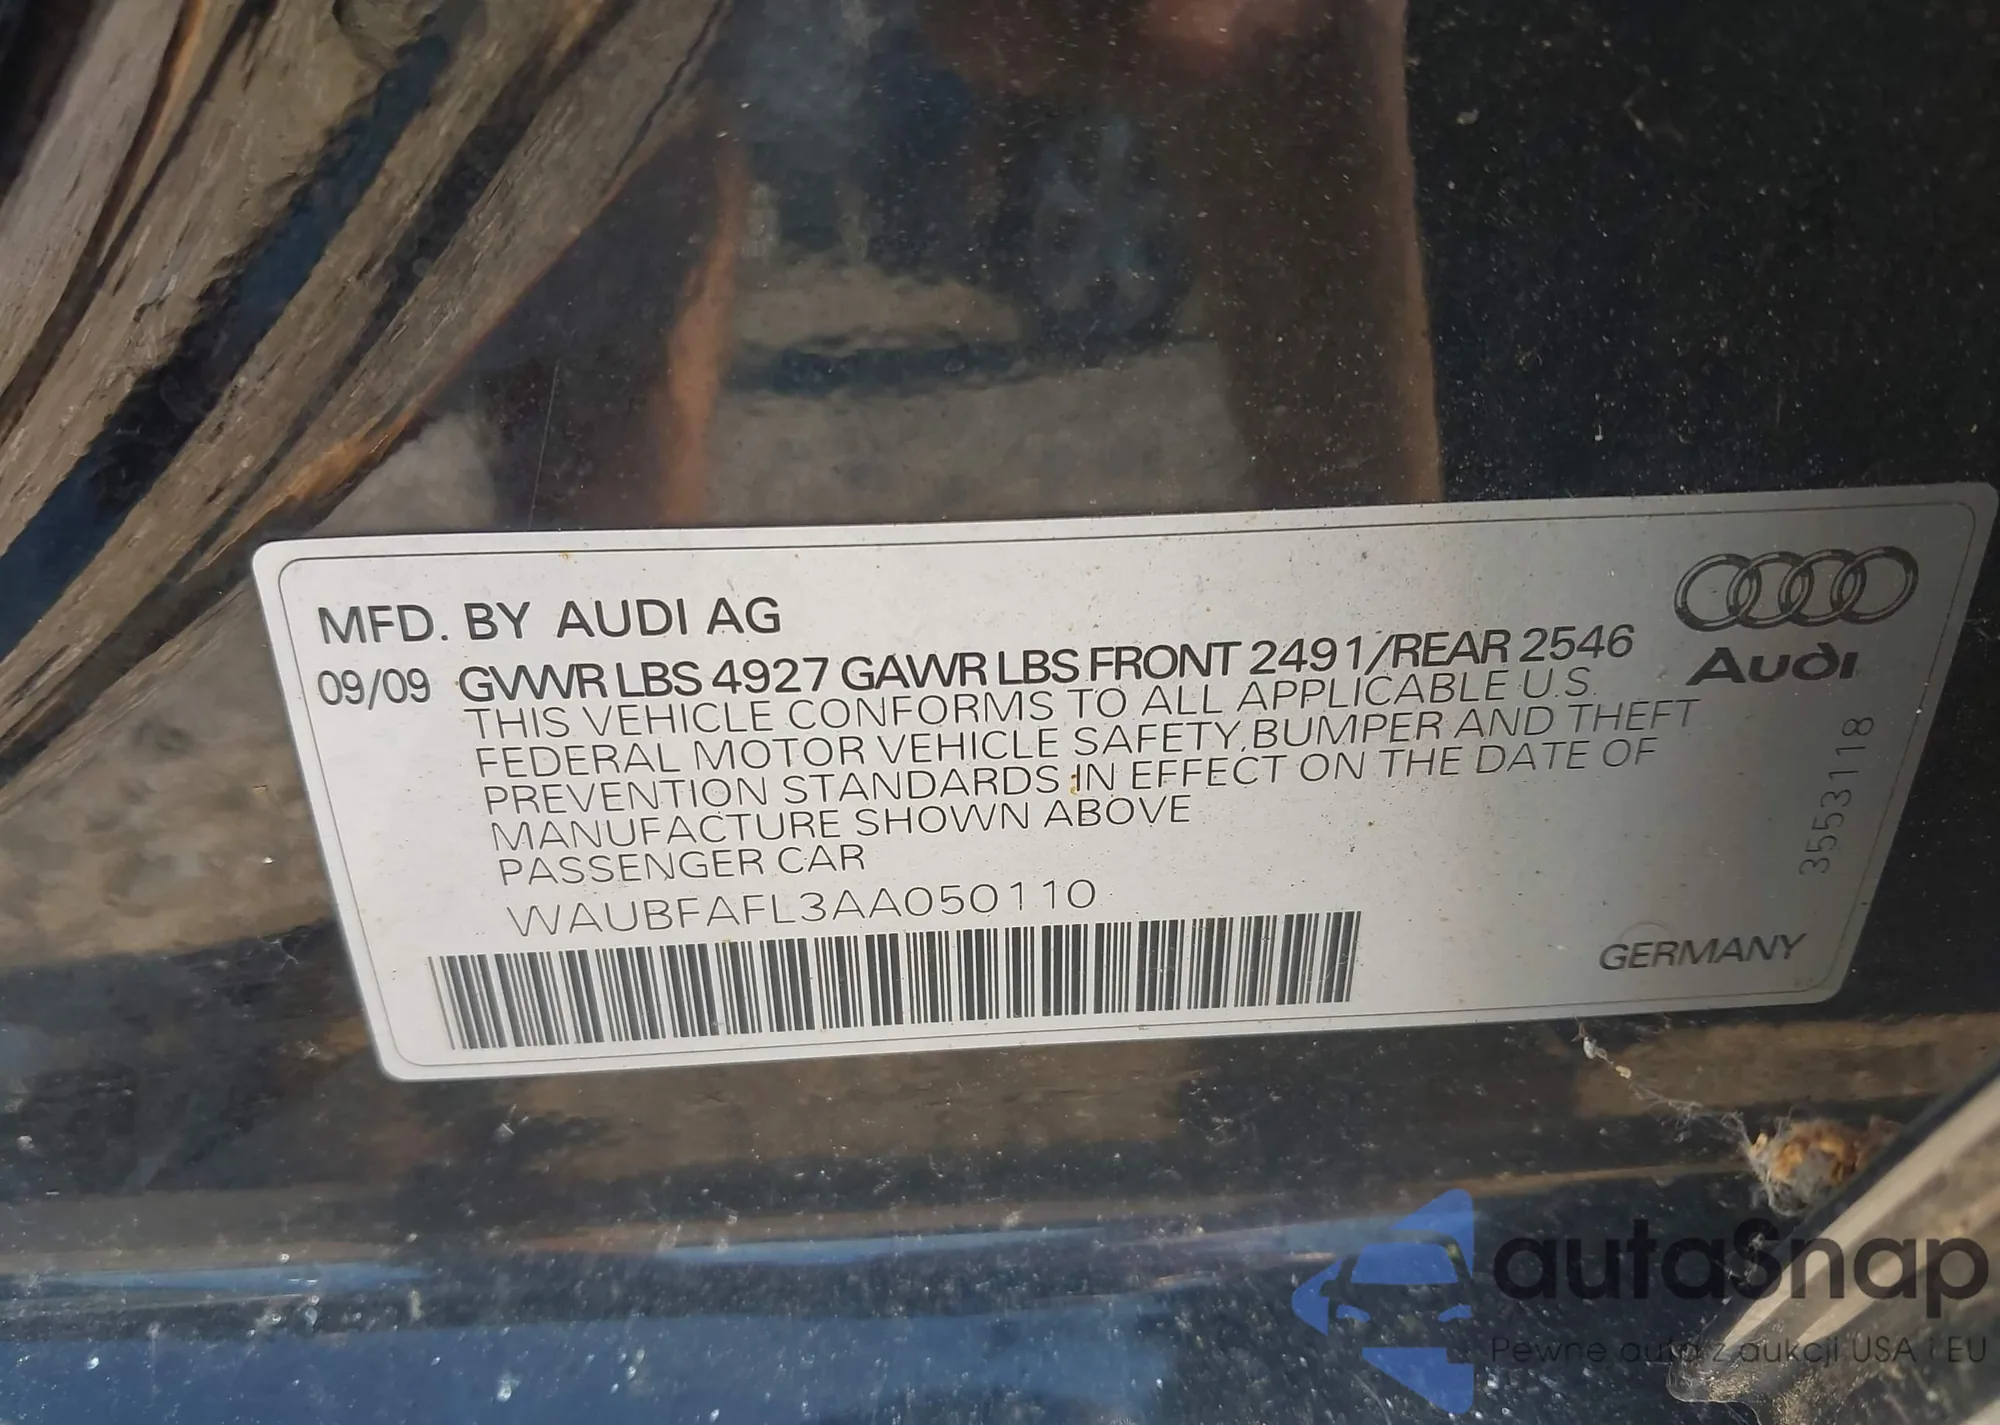 MFD. BY AUDI AG
09/09 GVWR LBS 4927 GAWR LBS FRONT 2491/REAR 2546
THIS VEHICLE CONFORMS TO ALL APPLICABLE U.S.
FEDERAL MOTOR VEHICLE SAFETY, BUMPER AND THEFT
PREVENTION STANDARDS IN EFFECT ON THE DATE OF
MANUFACTURE SHOWN ABOVE
PASSENGER CAR
WAUBFAFL3AA050110
Audi
3553118
GERMANY
autaSnap
Pewne auta z aukcji USA i EU